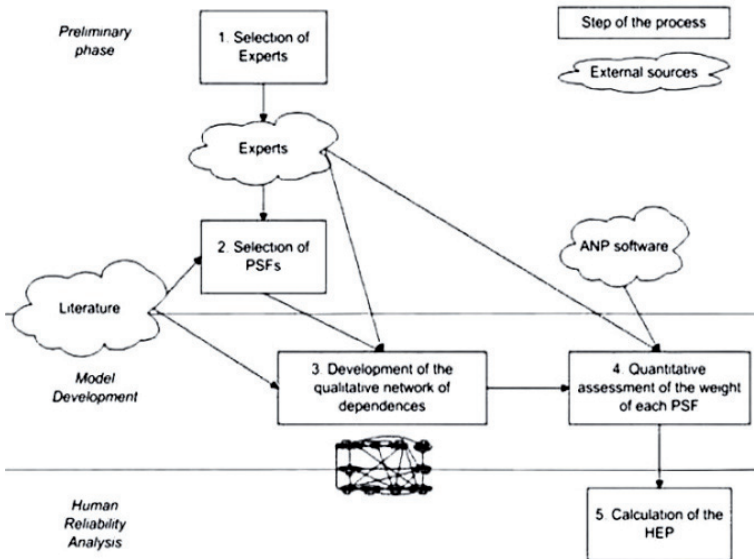 Preliminary
phase
1. Selection of
Experts
Step of the process
External sources
Experts
2. Selection of
PSFs
ANP software
Literature
Model
Development
3. Development of the
qualitative network of
dependences
4. Quantitative
assessment of the weight
of each PSF
Human
Reliability
Analysis
5. Calculation of the
HEP